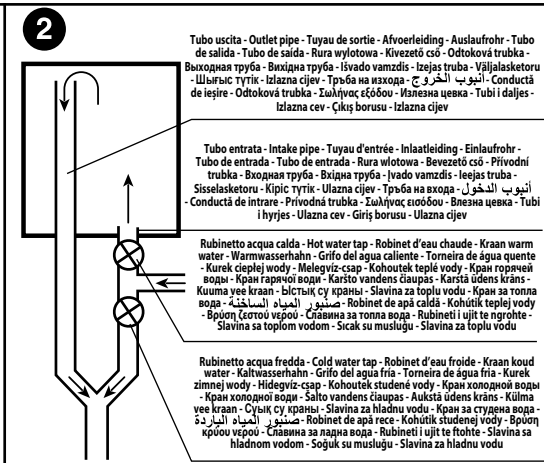 2
Tubo uscita - Outlet pipe - Tuyau de sortie - Afvoerleiding - Auslaufrohr - Tubo
de salida - Tubo de saída - Rura wylotowa - Kivezető cső - Odtoková trubka -
Выходная труба - Вихідна труба - Išvado vamzdis - Izejas truba - Väljalasketoru
- Шығыс түтік - Izlazna cijev - Тръба на изхода - أنبوب الخروج - Conductă
de ieșire - Odtoková trubka - Σωλήνας εξόδου - Излезна цевка - Tubi i daljes -
Izlazna cev - Çıkış borusu - Izlazna cijev
Tubo entrata - Intake pipe - Tuyau d'entrée - Inlaatleiding - Einlaufrohr -
Tubo de entrada - Tubo de entrada - Rura wlotowa - Bevezető cső - Přívodní
trubka - Входная труба - Вхідна труба - Įvado vamzdis - Ieejas truba -
Sisselasketoru - Кіріс түтік - Ulazna cijev - Тръба на входа - أنبوب الدخول
- Conductă de intrare - Prívodná trubka - Σωλήνας εισόδου - Влезна цевка - Tubi
i hyrjes - Ulazna cev - Giriş borusu - Ulazna cijev
Rubinetto acqua calda - Hot water tap - Robinet d’eau chaude - Kraan warm
water - Warmwasserhahn - Grifo del agua caliente - Torneira de água quente
- Kurek ciepłej wody - Melegvíz-csap - Kohoutek teplé vody - Кран горячей
воды - Кран гарячої води - Karšto vandens čiaupas - Karstā ūdens krāns -
Kuuma vee kraan - Ыстық су краны - Slavina za toplu vodu - Кран за топла
вода - صنبور المياه الساخنة - Robinet de apă caldă - Kohútik teplej vody
- Βρύση ζεστού νερού - Славина за топла вода - Rubineti i ujit te ngrohte -
Slavina sa toplom vodom - Sıcak su musluğu - Slavina za toplu vodu
Rubinetto acqua fredda - Cold water tap - Robinet d’eau froide - Kraan koud
water - Kaltwasserhahn - Grifo del agua fría - Torneira de água fria - Kurek
zimnej wody - Hidegvíz-csap - Kohoutek studené vody - Кран холодной воды
- Кран холодної води - Šalto vandens čiaupas - Aukstā ūdens krāns - Külma
vee kraan - Суық су краны - Slavina za hladnu vodu - Кран за студена вода -
صنبور المياه الباردة - Robinet de apă rece - Kohútik studenej vody - Βρύση
κρύου νερού - Славина за ладна вода - Rubineti i ujit te ftohte - Slavina sa
hladnom vodom - Soğuk su musluğu - Slavina za hladnu vodu